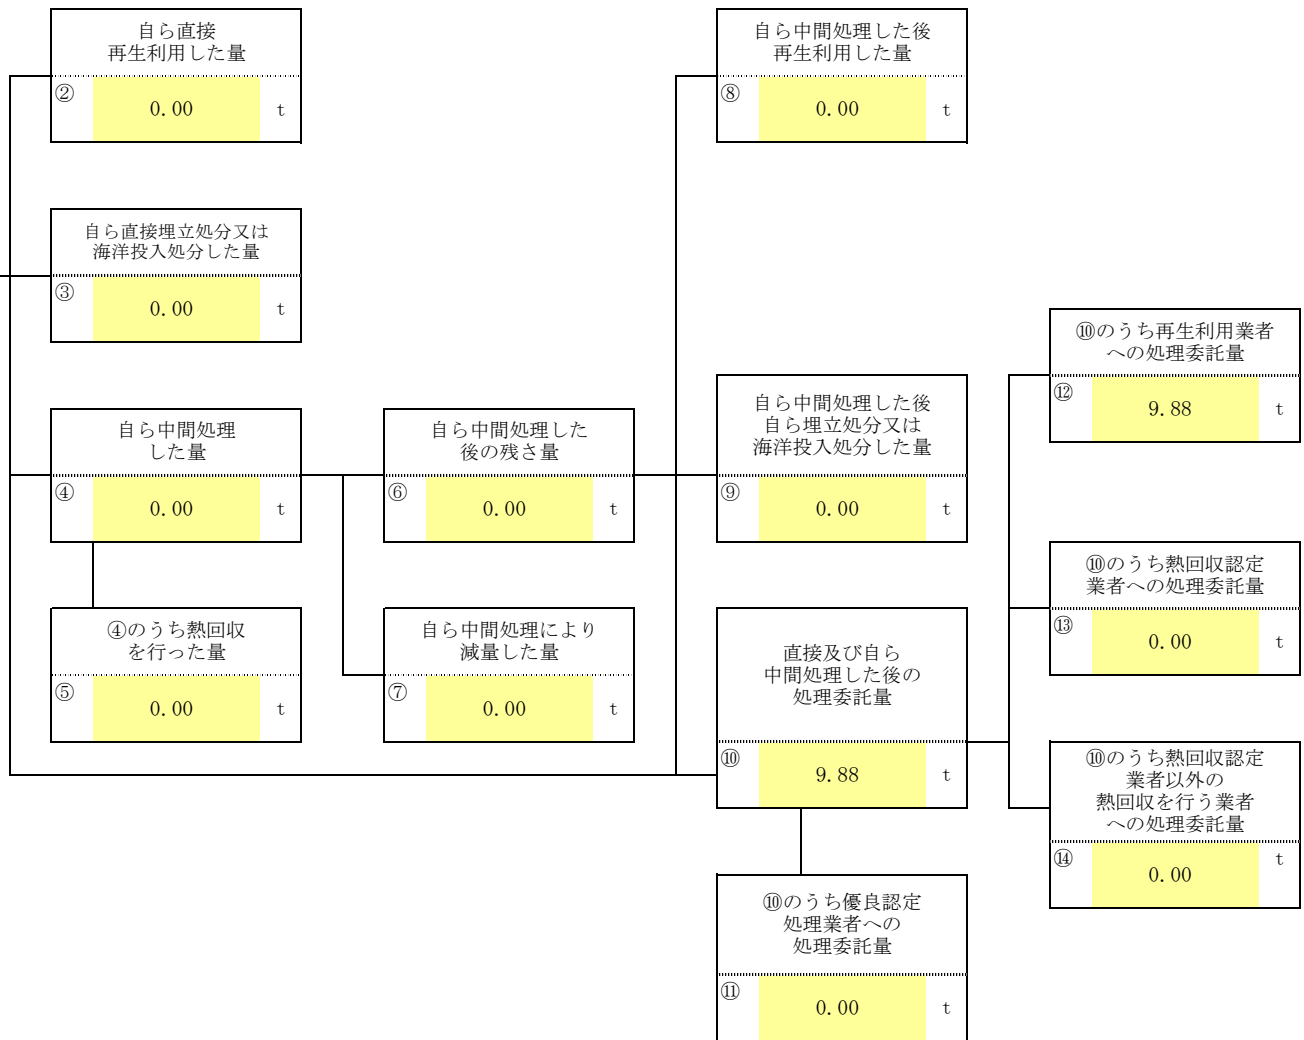 自ら直接
再生利用した量
②
0.00
t
自ら中間処理した後
再生利用した量
⑧
0.00
t
自ら直接埋立処分又は
海洋投入処分した量
③
0.00
t
⑩のうち再生利用業者
への処理委託量
⑫
9.88
t
自ら中間処理
した量
④
0.00
t
自ら中間処理した
後の残さ量
⑥
0.00
t
自ら中間処理した後
自ら埋立処分又は
海洋投入処分した量
⑨
0.00
t
⑩のうち熱回収認定
業者への処理委託量
⑬
0.00
t
④のうち熱回収
を行った量
⑤
0.00
t
自ら中間処理により
減量した量
⑦
0.00
t
直接及び自ら
中間処理した後の
処理委託量
⑩
9.88
t
⑩のうち熱回収認定
業者以外の
熱回収を行う業者
への処理委託量
⑭
0.00
t
⑩のうち優良認定
処理業者への
処理委託量
⑪
0.00
t